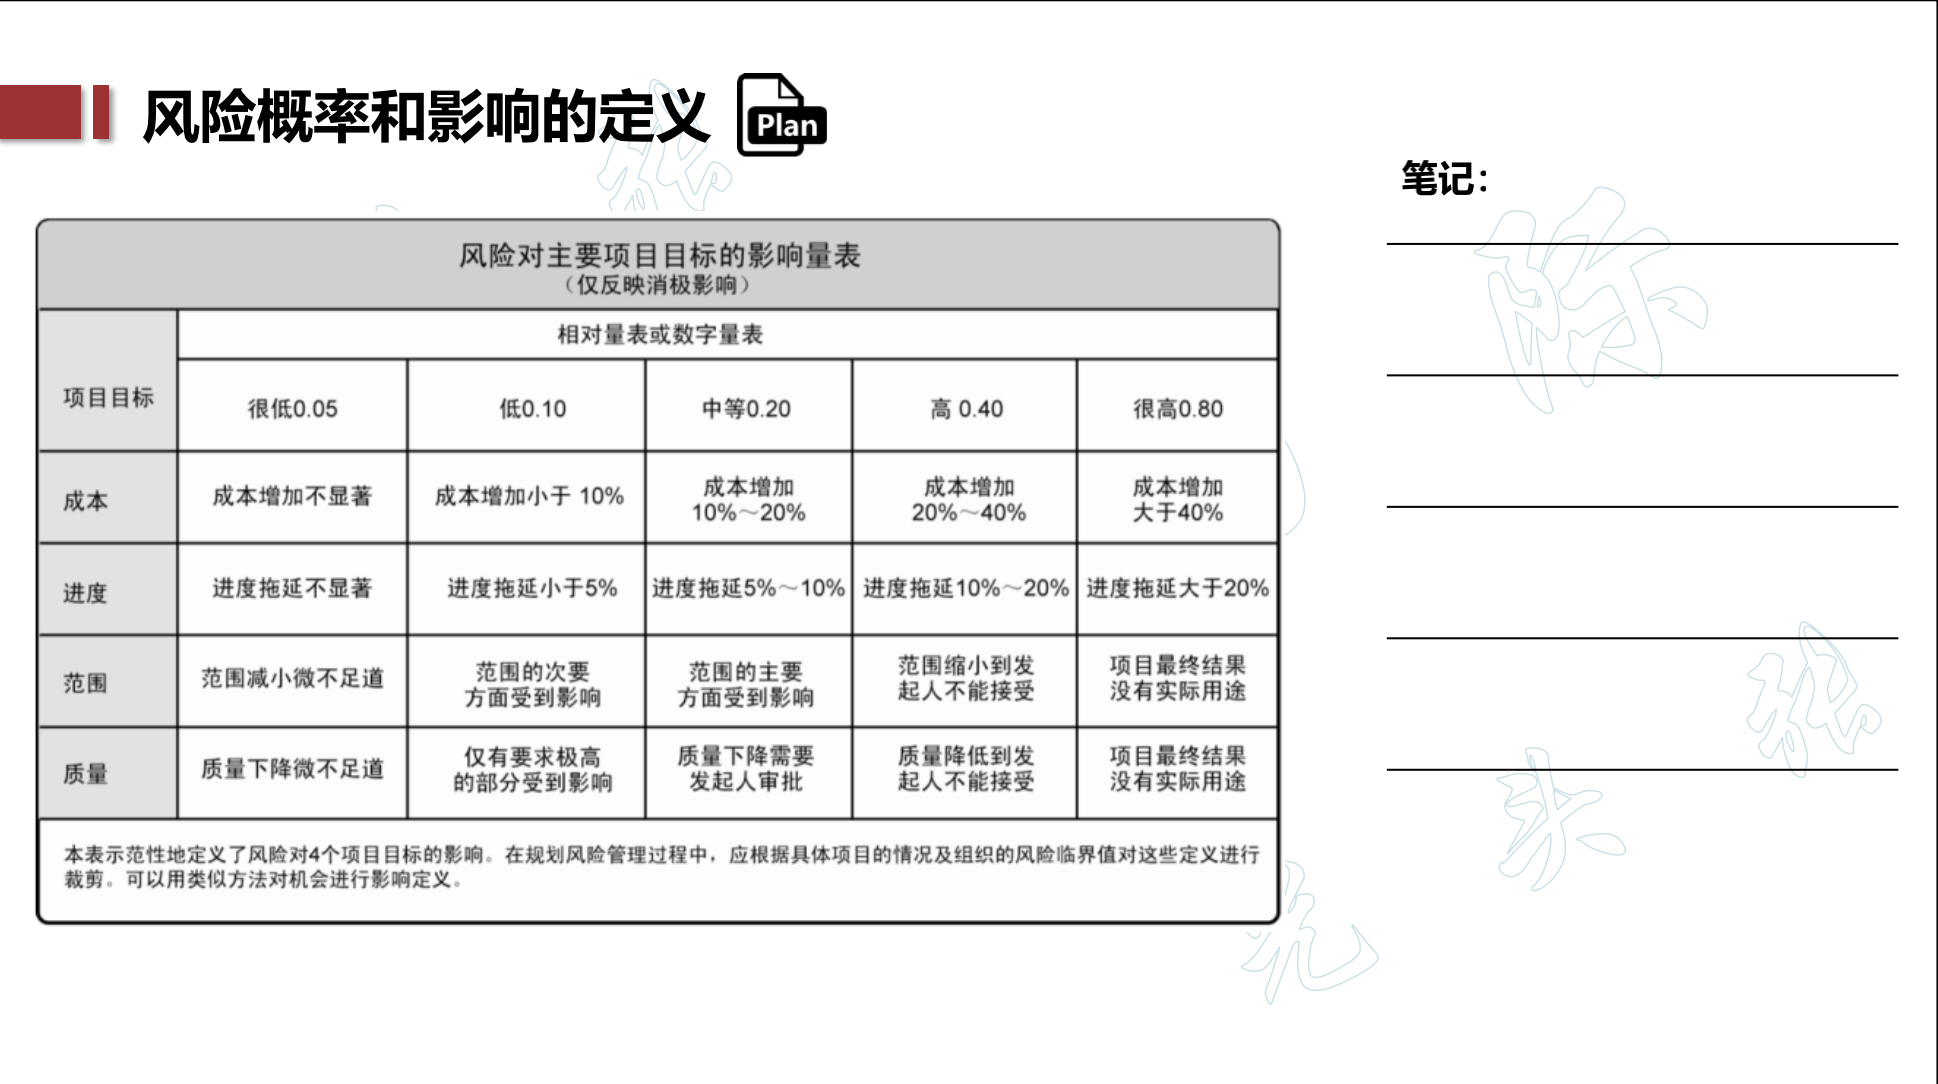 风险概率和影响的定义
Plan
笔记：
风险对主要项目目标的影响量表
（仅反映消极影响）
项目目标
相对量表或数字量表
很低0.05
低0.10
中等0.20
高 0.40
很高0.80
成本
成本增加不显著
成本增加小于 10%
成本增加
10%～20%
成本增加
20%～40%
成本增加
大于40%
进度
进度拖延不显著
进度拖延小于5%
进度拖延5%～10%
进度拖延10%～20%
进度拖延大于20%
范围
范围减小微不足道
范围的次要
方面受到影响
范围的主要
方面受到影响
范围缩小到发
起人不能接受
项目最终结果
没有实际用途
质量
质量下降微不足道
仅有要求极高
的部分受到影响
质量下降需要
发起人审批
质量降低到发
起人不能接受
项目最终结果
没有实际用途
本表示范性地定义了风险对4个项目目标的影响。在规划风险管理过程中，应根据具体项目的情况及组织的风险临界值对这些定义进行
裁剪。可以用类似方法对机会进行影响定义。